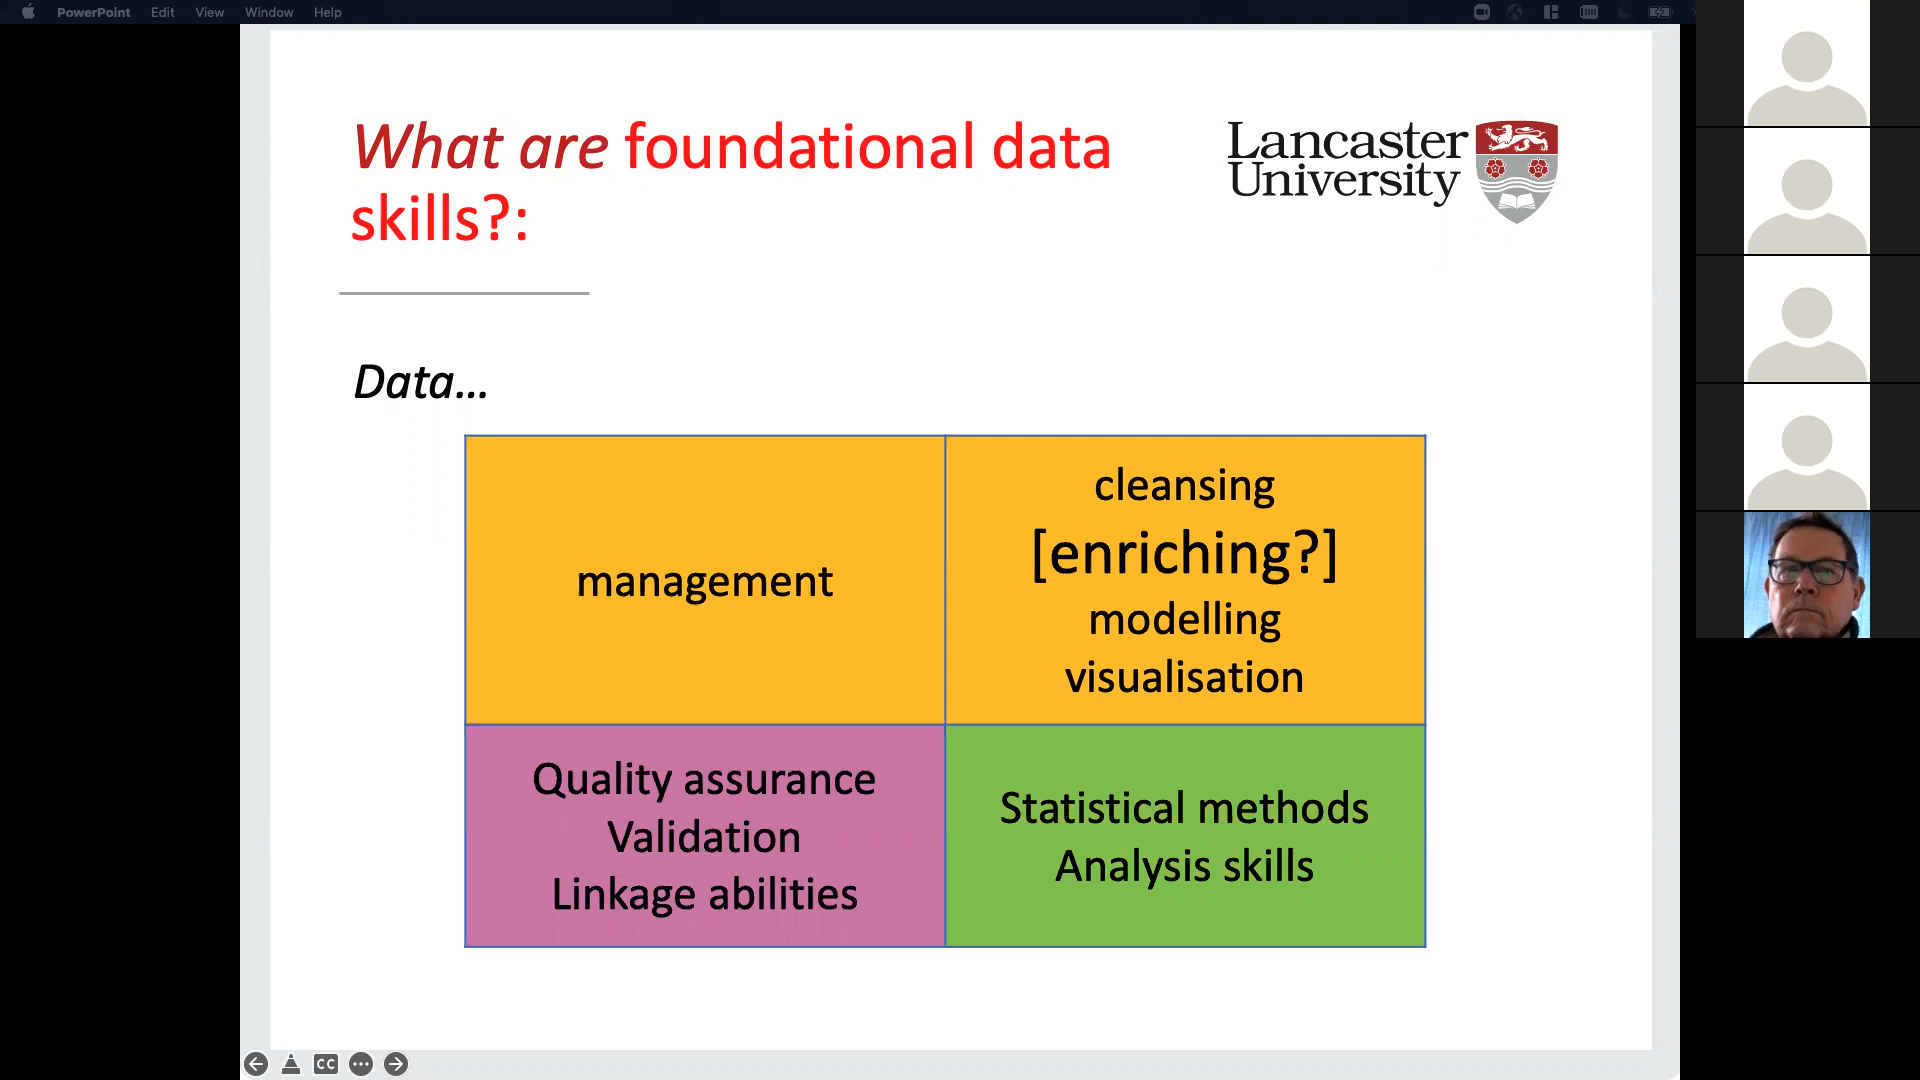 PowerPoint Edit View Window Help
What are foundational data
skills?:
Lancaster
University
Data...
management
cleansing
[enriching?]
modelling
visualisation
Quality assurance
Validation
Linkage abilities
Statistical methods
Analysis skills
CC